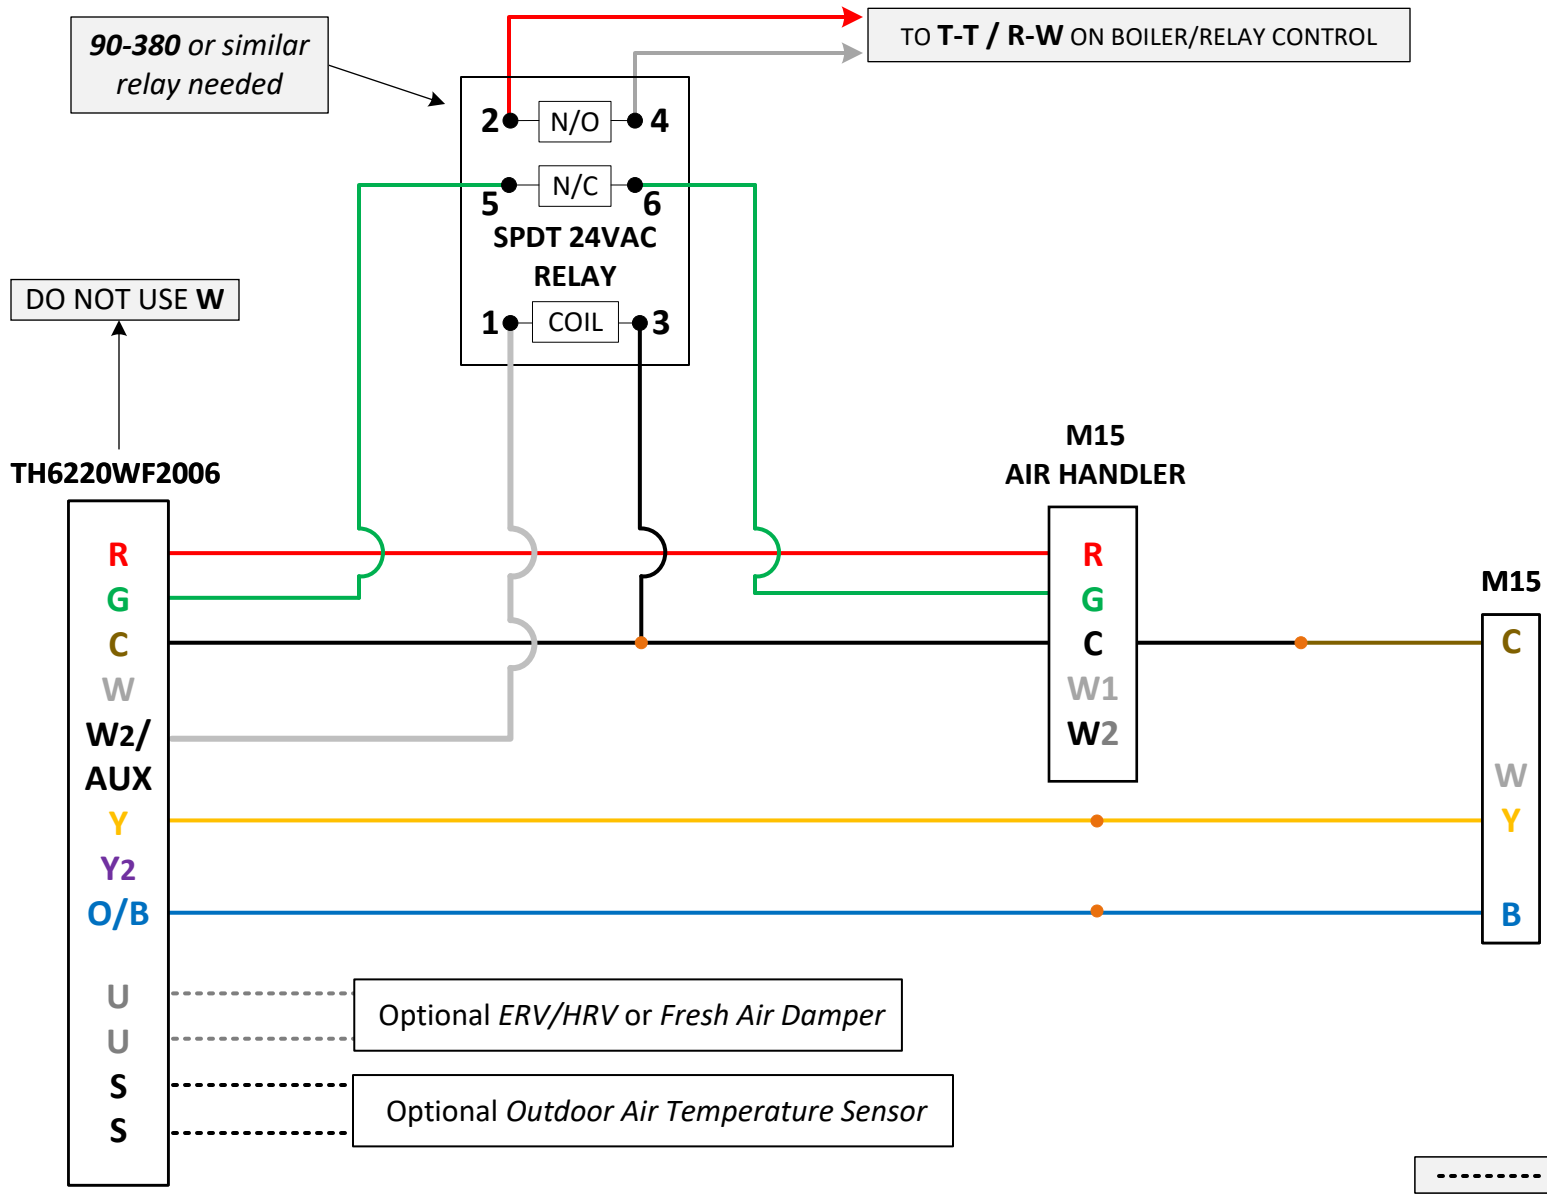 90-380 or similar
relay needed
TO T-T / R-W ON BOILER/RELAY CONTROL
2 N/O 4
N/C
5 6
SPDT 24VAC
RELAY
1 COIL 3
DO NOT USE W
TH6220WF2006
R
G
C
W
W2/
AUX
Y
Y2
O/B
U
U
S
S
M15
AIR HANDLER
R
G
C
W1
W2
M15
C
W
Y
B
Optional ERV/HRV or Fresh Air Damper
Optional Outdoor Air Temperature Sensor